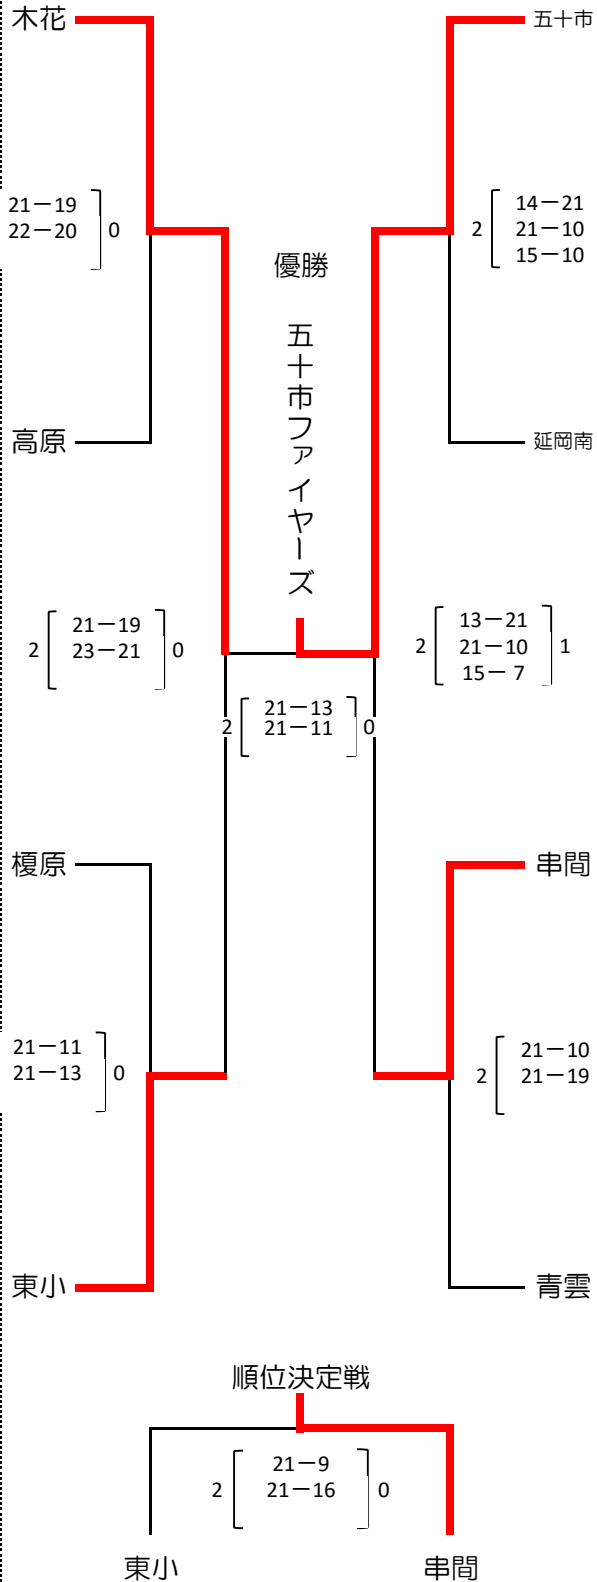 木花
五十市
21－19
22－20
0
2
14－21
21－10
15－10
優勝
五十市ファイヤーズ
高原
延岡南
2
21－19
23－21
0
2
13－21
21－10
15－ 7
1
2
21－13
21－11
0
榎原
串間
21－11
21－13
0
2
21－10
21－19
東小
青雲
順位決定戦
2
21－9
21－16
0
東小
串間